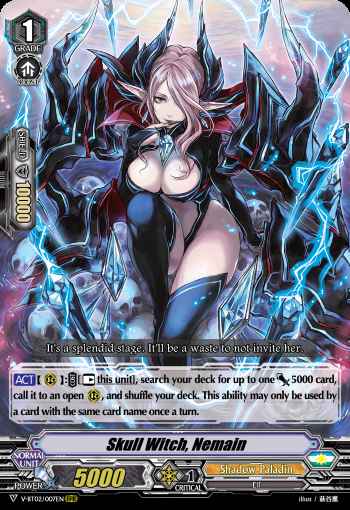 1
GRADE
BOOST
SHIELD
10000
It's a splendid stage. It'll be a waste to not invite her.
ACT [ 1]:[ this unit], search your deck for up to one 5000 card,
call it to an open , and shuffle your deck. This ability may only be used by
a card with the same card name once a turn.
Skull Witch, Nemain
NORMAL
UNIT
POWER
5000
1
CRITICAL
Shadow Paladin
Elf
V-BT02/007EN RRR
illust / 萩谷薫